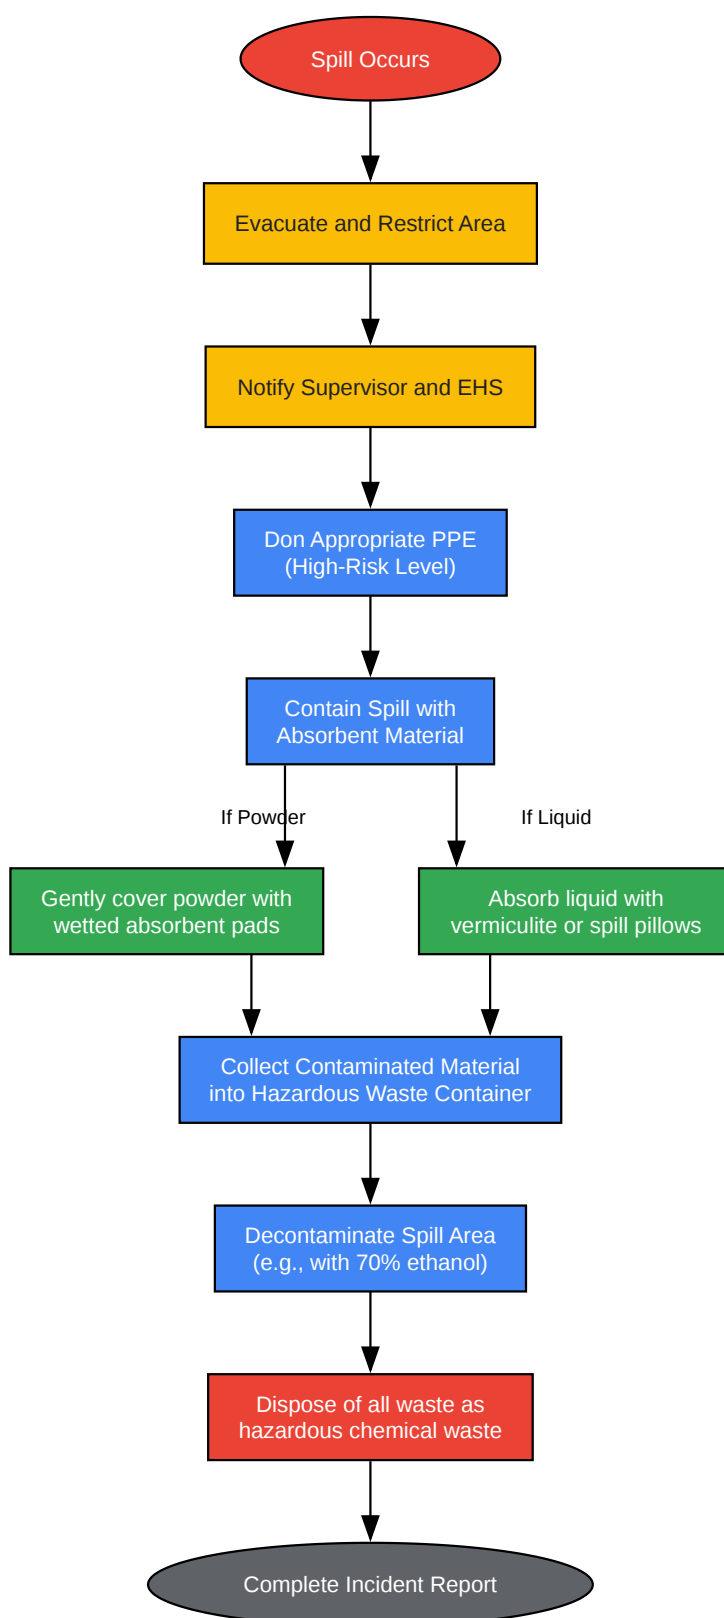 Spill Occurs
Evacuate and Restrict Area
Notify Supervisor and EHS
Don Appropriate PPE
(High-Risk Level)
Contain Spill with
Absorbent Material
If Powder
If Liquid
Gently cover powder with
wetted absorbent pads
Absorb liquid with
vermiculite or spill pillows
Collect Contaminated Material
into Hazardous Waste Container
Decontaminate Spill Area
(e.g., with 70% ethanol)
Dispose of all waste as
hazardous chemical waste
Complete Incident Report